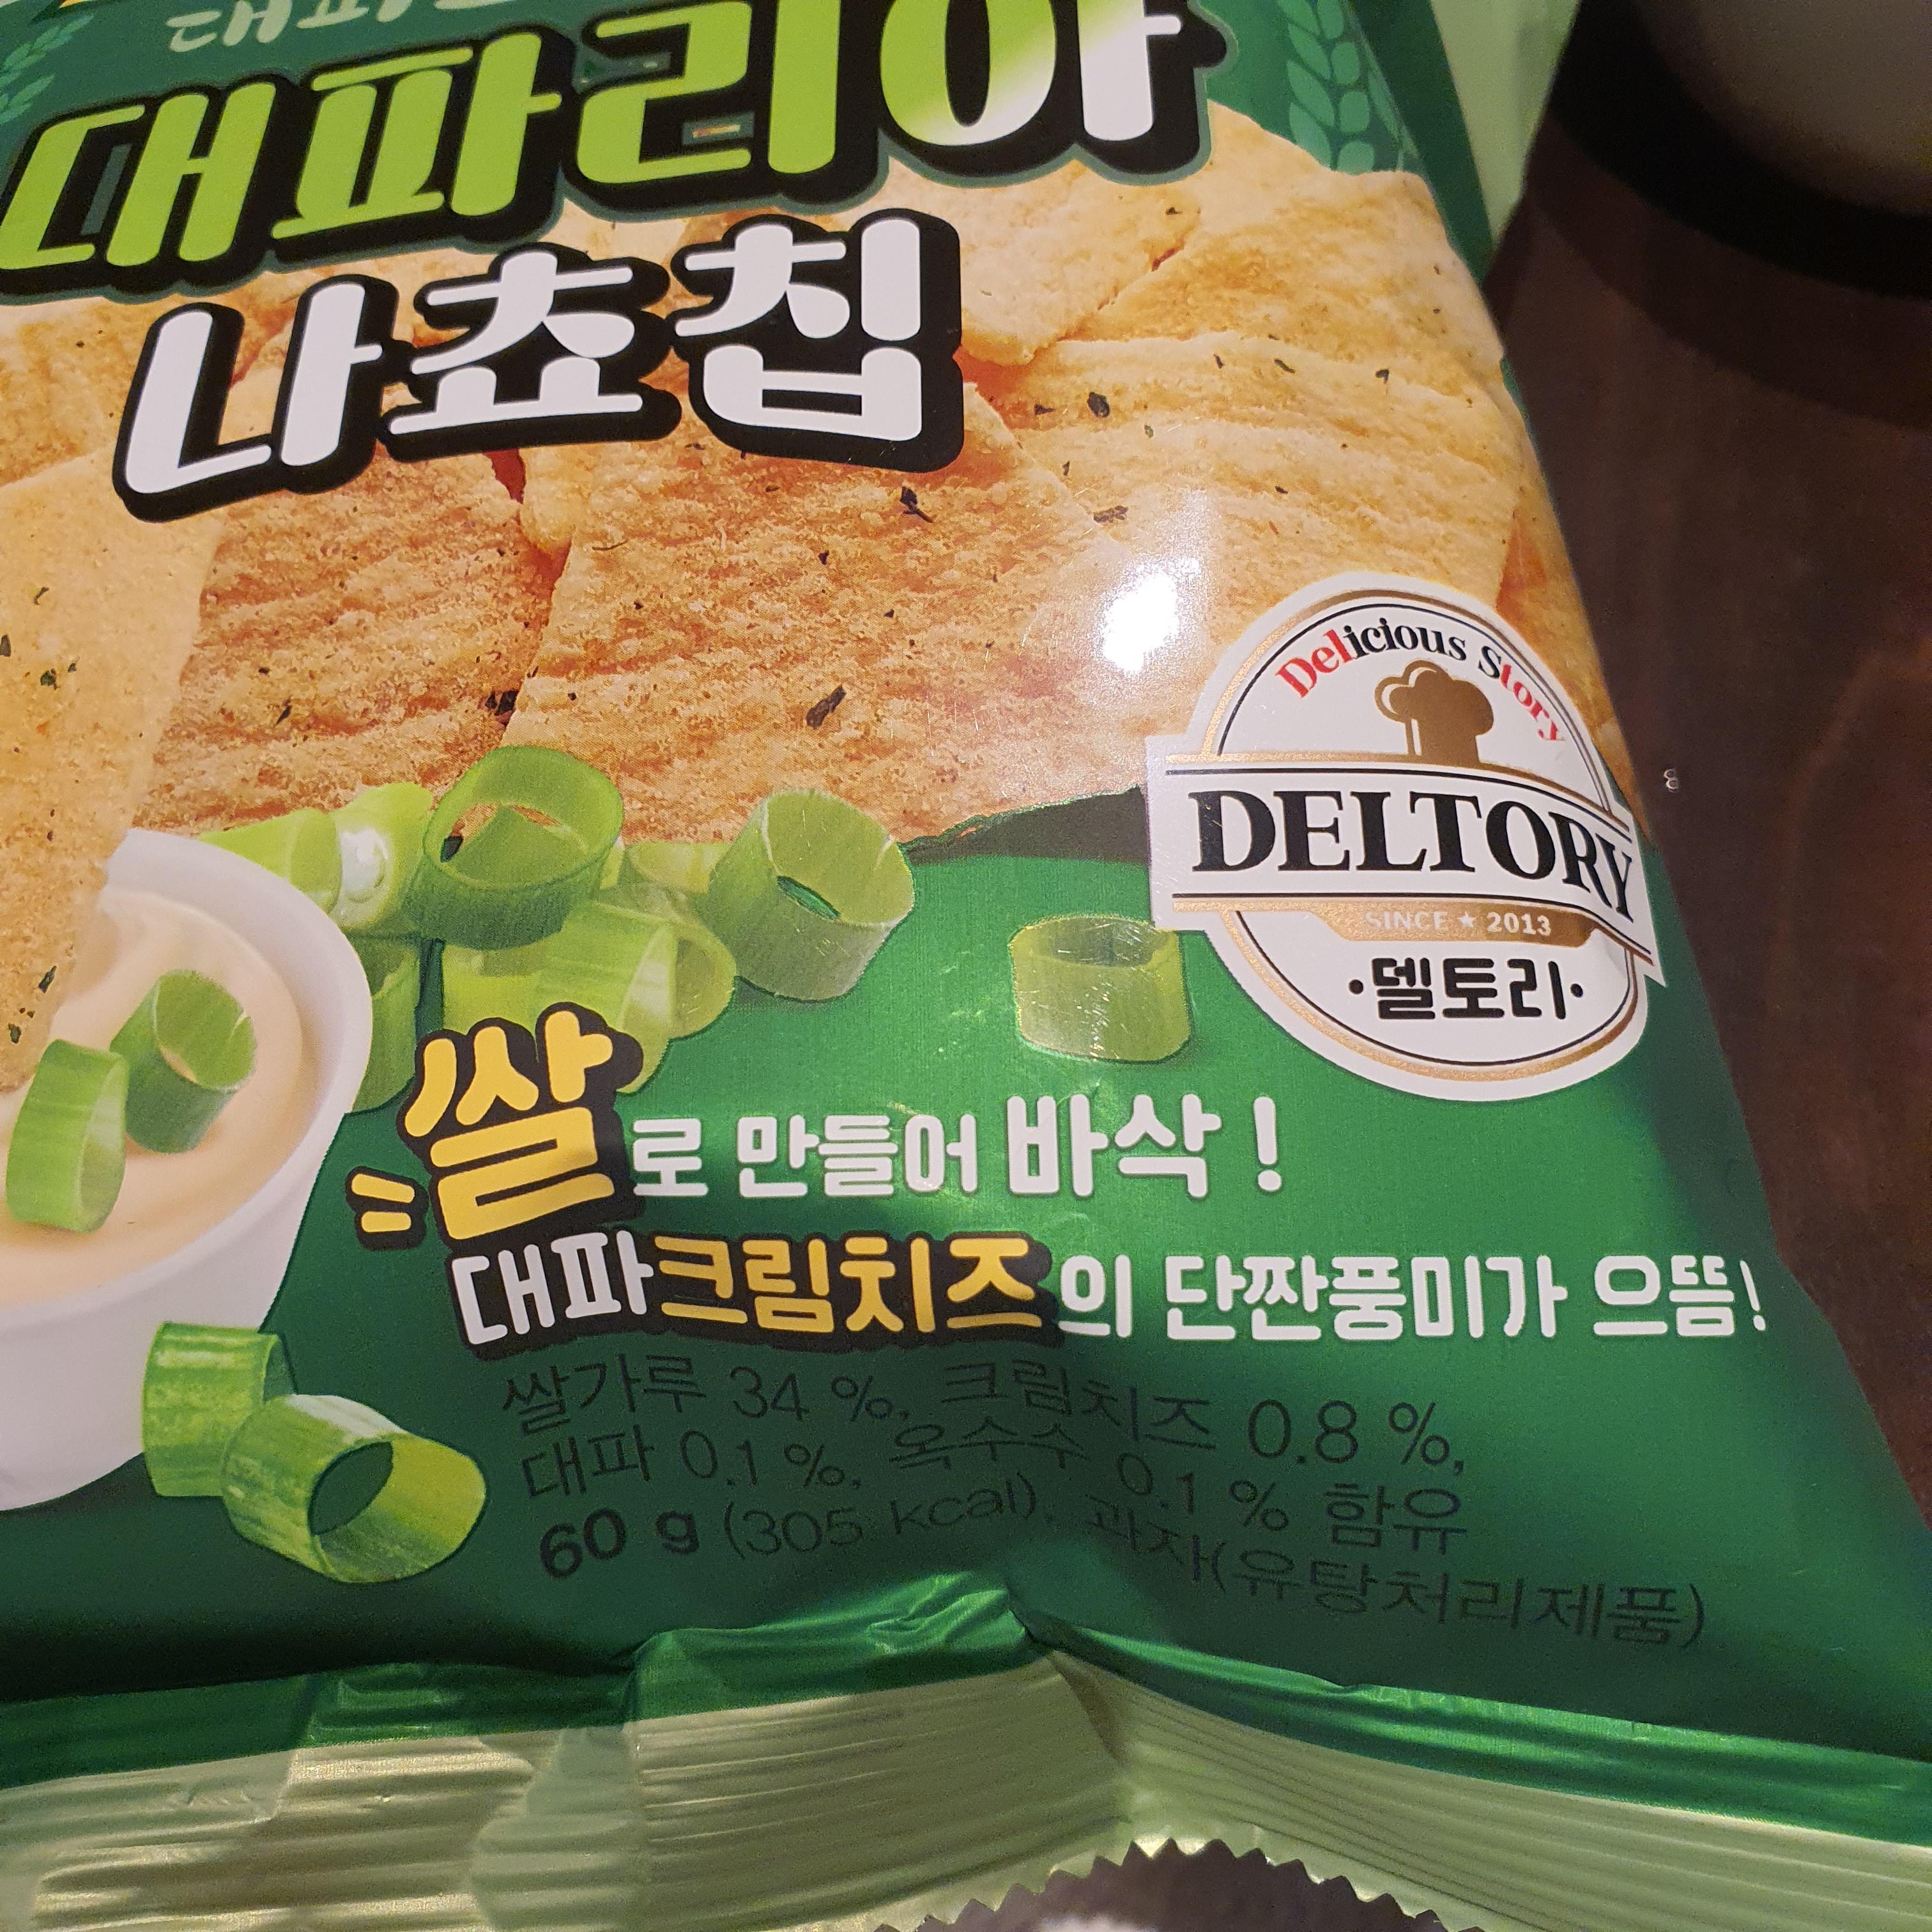 대파리아
나쵸칩
Delicious Story
DELTORY
SINCE ★ 2013
·델토리·
쌀로 만들어 바삭!
대파크림치즈의 단짠풍미가 으뜸!
쌀가루 34 %, 크림치즈 0.8 %,
대파 0.1 %, 옥수수 0.1 % 함유
60 g (305 kcal), 과자(유탕처리제품)